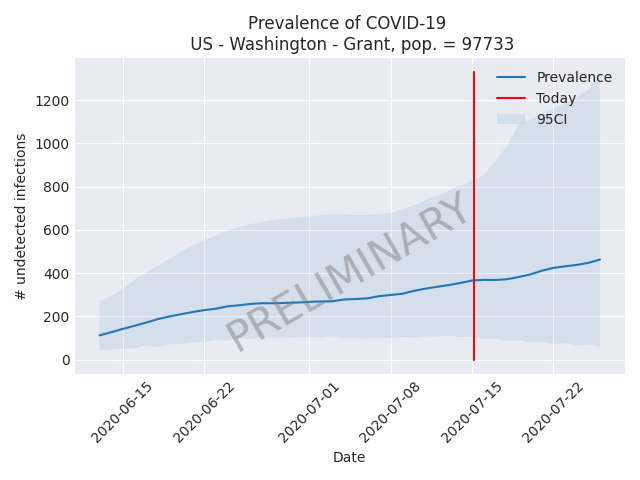 Prevalence of COVID-19
US - Washington - Grant, pop. = 97733
Prevalence
Today
95CI
1200
1000
800
600
400
200
0
# undetected infections
PRELIMINARY
2020-06-15
2020-06-22
2020-07-01
2020-07-08
2020-07-15
2020-07-22
Date